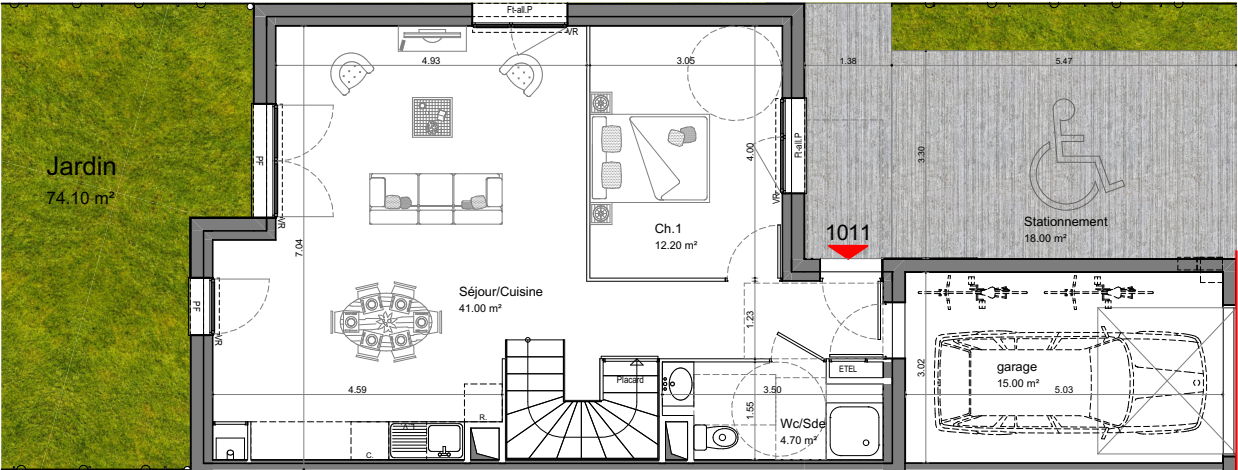 Ft-all.P
VR
4.93
3.05
1.38
5.47
PF
4.00
R-all.P
3.30
Jardin
74.10 m²
VR
VR
Stationnement
18.00 m²
Ch.1
12.20 m²
1011
7.04
Séjour/Cuisine
41.00 m²
PF
VR
1.23
3.02
garage
15.00 m²
5.03
ETEL
Placard
4.59
3.50
1.55
R.
C.
Wc/Sde
4.70 m²